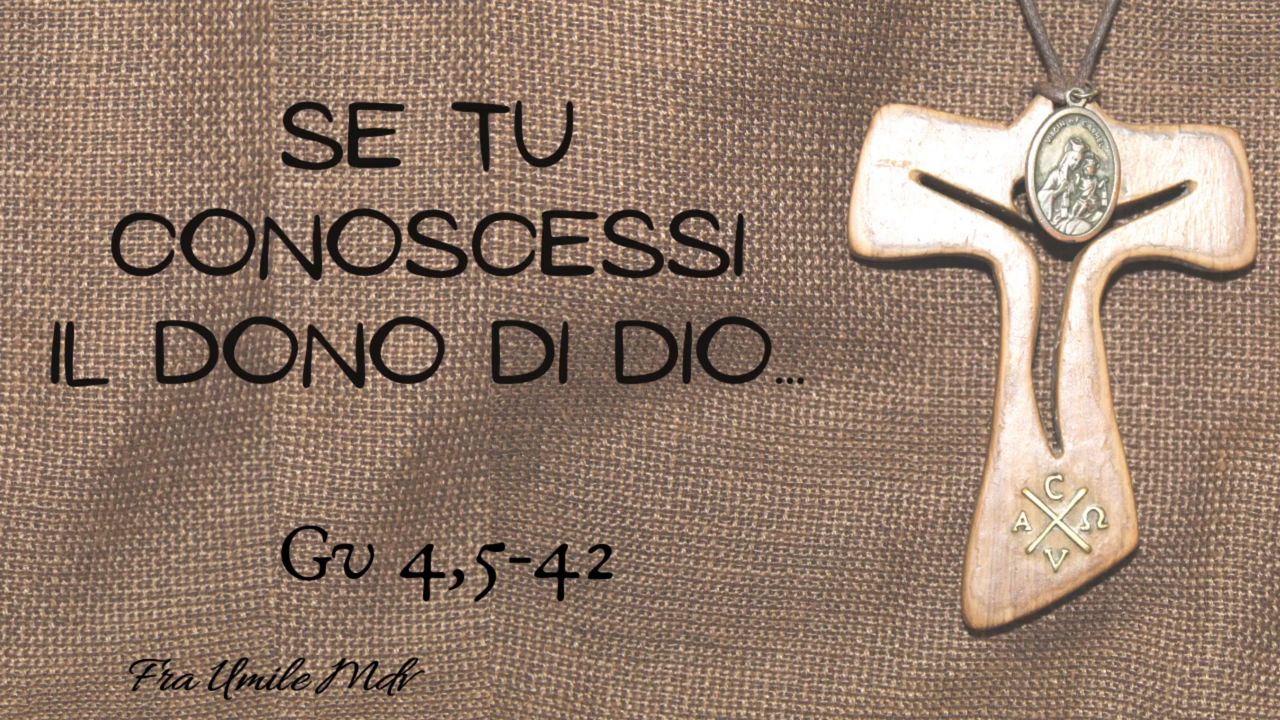 SE TU
CONOSCESSI
IL DONO DI DIO...
Gv 4,5-42
Fra Umile Mdv
C
A Ω
V